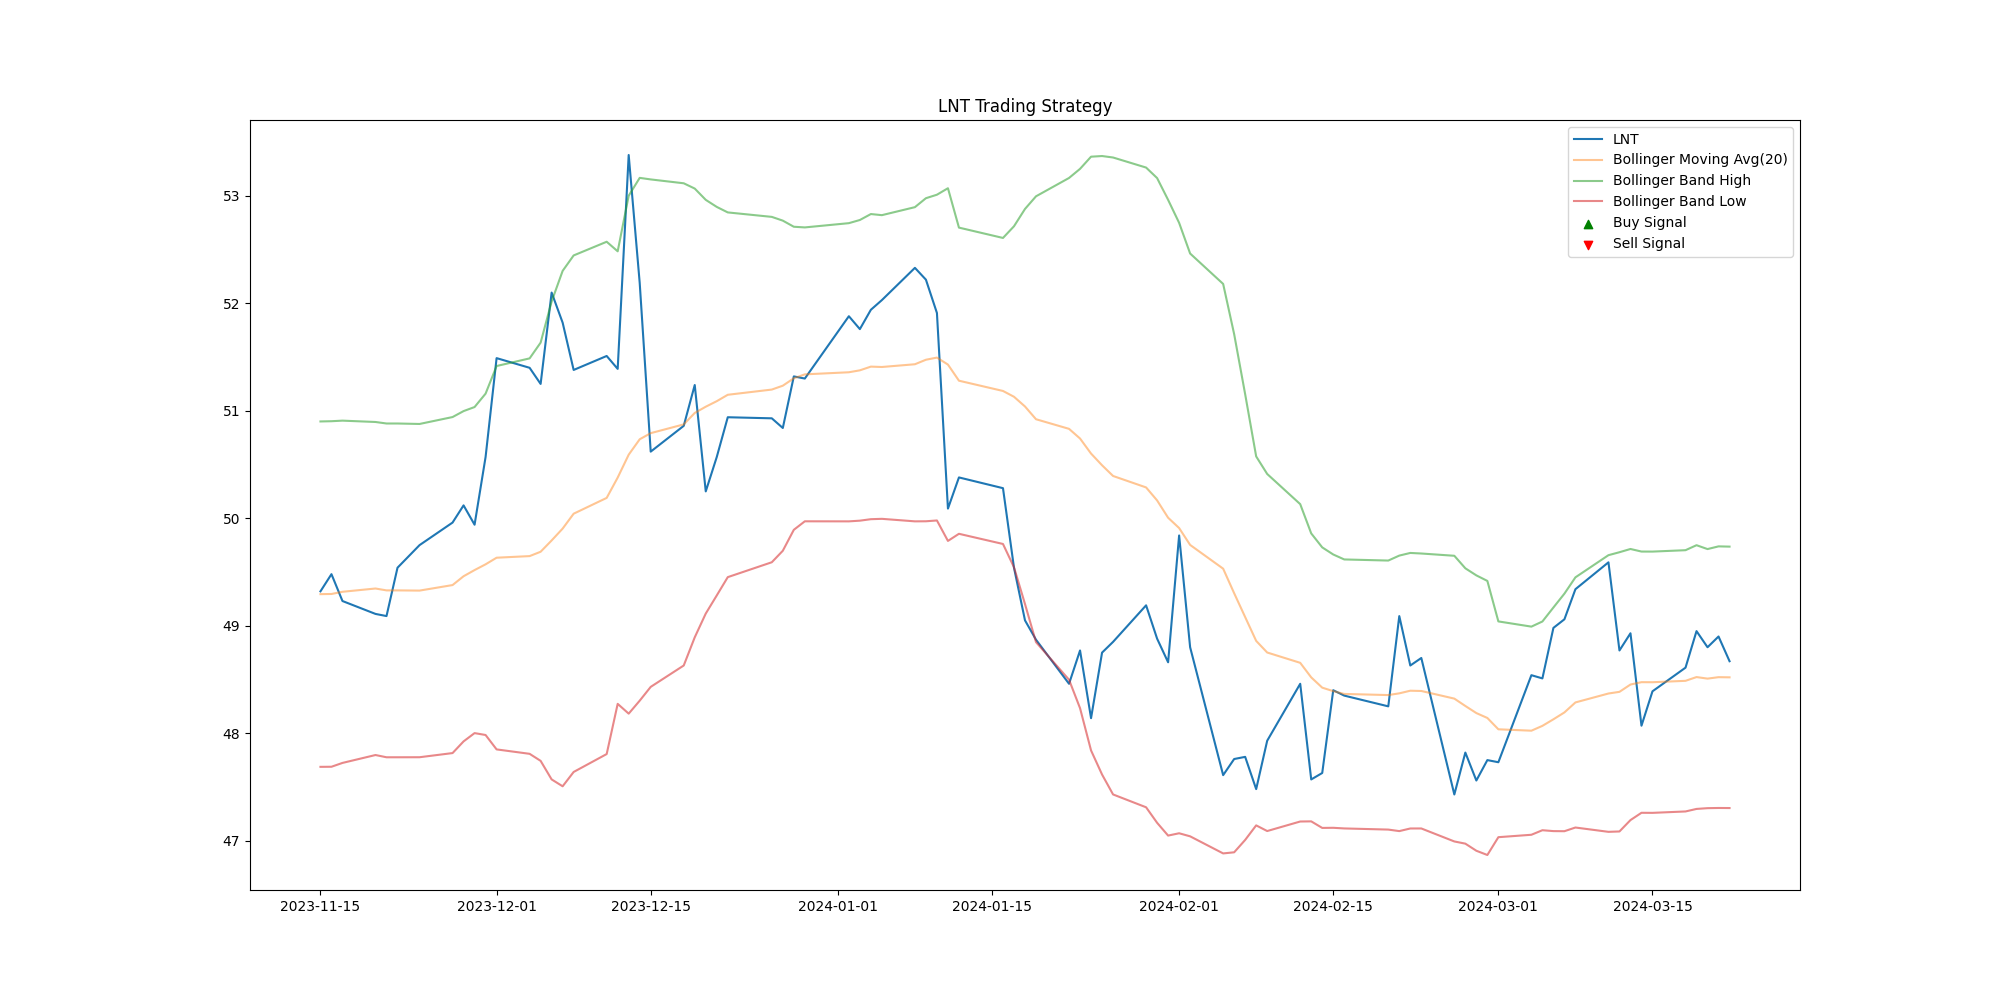 LNT Trading Strategy
LNT
Bollinger Moving Avg(20)
Bollinger Band High
Bollinger Band Low
Buy Signal
Sell Signal
53
52
51
50
49
48
47
2023-11-15 2023-12-01 2023-12-15 2024-01-01 2024-01-15 2024-02-01 2024-02-15 2024-03-01 2024-03-15